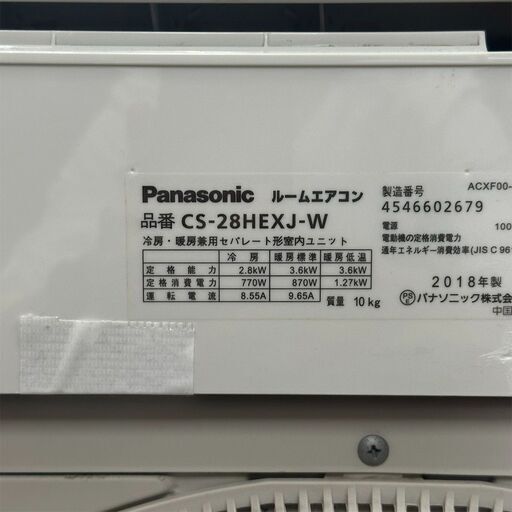 Panasonic ルームエアコン
品番 CS-28HEXJ-W
冷房・暖房兼用セパレート形室内ユニット
冷房 暖房標準 暖房低温
定格能力 2.8kW 3.6kW 3.6kW
定格消費電力 770W 870W 1.27kW
運転電流 8.55A 9.65A
質量 10kg
ACXF00-
製造番号
4546602679
電源 100
電動機の定格消費電力
通年エネルギー消費効率(JIS C 961
2018年製
PS E パナソニック株式会
中国